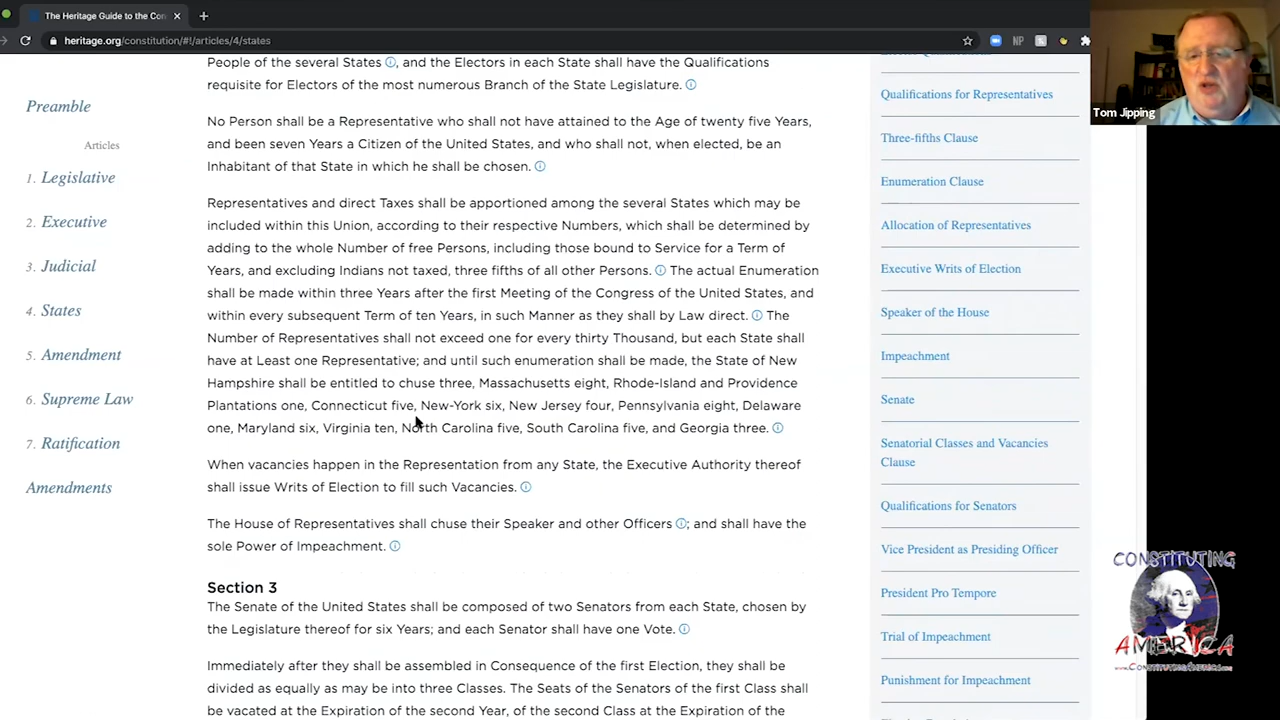 The Heritage Guide to the Con
heritage.org/constitution/#!/articles/4/states
NP
Tom Jipping
Preamble
Articles
1. Legislative
2. Executive
3. Judicial
4. States
5. Amendment
6. Supreme Law
7. Ratification
Amendments
People of the several States, and the Electors in each State shall have the Qualifications
requisite for Electors of the most numerous Branch of the State Legislature.
No Person shall be a Representative who shall not have attained to the Age of twenty five Years,
and been seven Years a Citizen of the United States, and who shall not, when elected, be an
Inhabitant of that State in which he shall be chosen.
Representatives and direct Taxes shall be apportioned among the several States which may be
included within this Union, according to their respective Numbers, which shall be determined by
adding to the whole Number of free Persons, including those bound to Service for a Term of
Years, and excluding Indians not taxed, three fifths of all other Persons. The actual Enumeration
shall be made within three Years after the first Meeting of the Congress of the United States, and
within every subsequent Term of ten Years, in such Manner as they shall by Law direct. The
Number of Representatives shall not exceed one for every thirty Thousand, but each State shall
have at Least one Representative; and until such enumeration shall be made, the State of New
Hampshire shall be entitled to chuse three, Massachusetts eight, Rhode-Island and Providence
Plantations one, Connecticut five, New-York six, New Jersey four, Pennsylvania eight, Delaware
one, Maryland six, Virginia ten, North Carolina five, South Carolina five, and Georgia three.
When vacancies happen in the Representation from any State, the Executive Authority thereof
shall issue Writs of Election to fill such Vacancies.
The House of Representatives shall chuse their Speaker and other Officers; and shall have the
sole Power of Impeachment.
Section 3
The Senate of the United States shall be composed of two Senators from each State, chosen by
the Legislature thereof for six Years; and each Senator shall have one Vote.
Immediately after they shall be assembled in Consequence of the first Election, they shall be
divided as equally as may be into three Classes. The Seats of the Senators of the first Class shall
be vacated at the Expiration of the second Year, of the second Class at the Expiration of the
Qualifications for Representatives
Three-fifths Clause
Enumeration Clause
Allocation of Representatives
Executive Writs of Election
Speaker of the House
Impeachment
Senate
Senatorial Classes and Vacancies
Clause
Qualifications for Senators
Vice President as Presiding Officer
President Pro Tempore
Trial of Impeachment
Punishment for Impeachment
CONSTITUTING
AMERICA